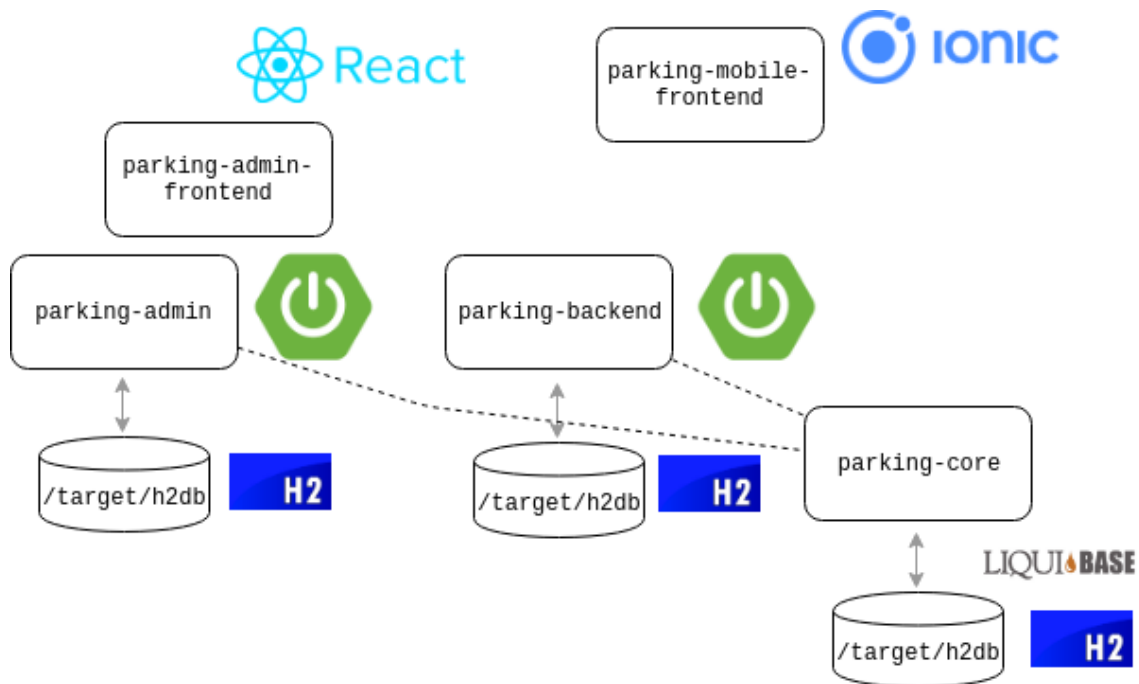 React
IONIC
parking-mobile-
frontend
parking-admin-
frontend
parking-admin
parking-backend
parking-core
/target/h2db
H2
/target/h2db
H2
LIQUIBASE
/target/h2db
H2